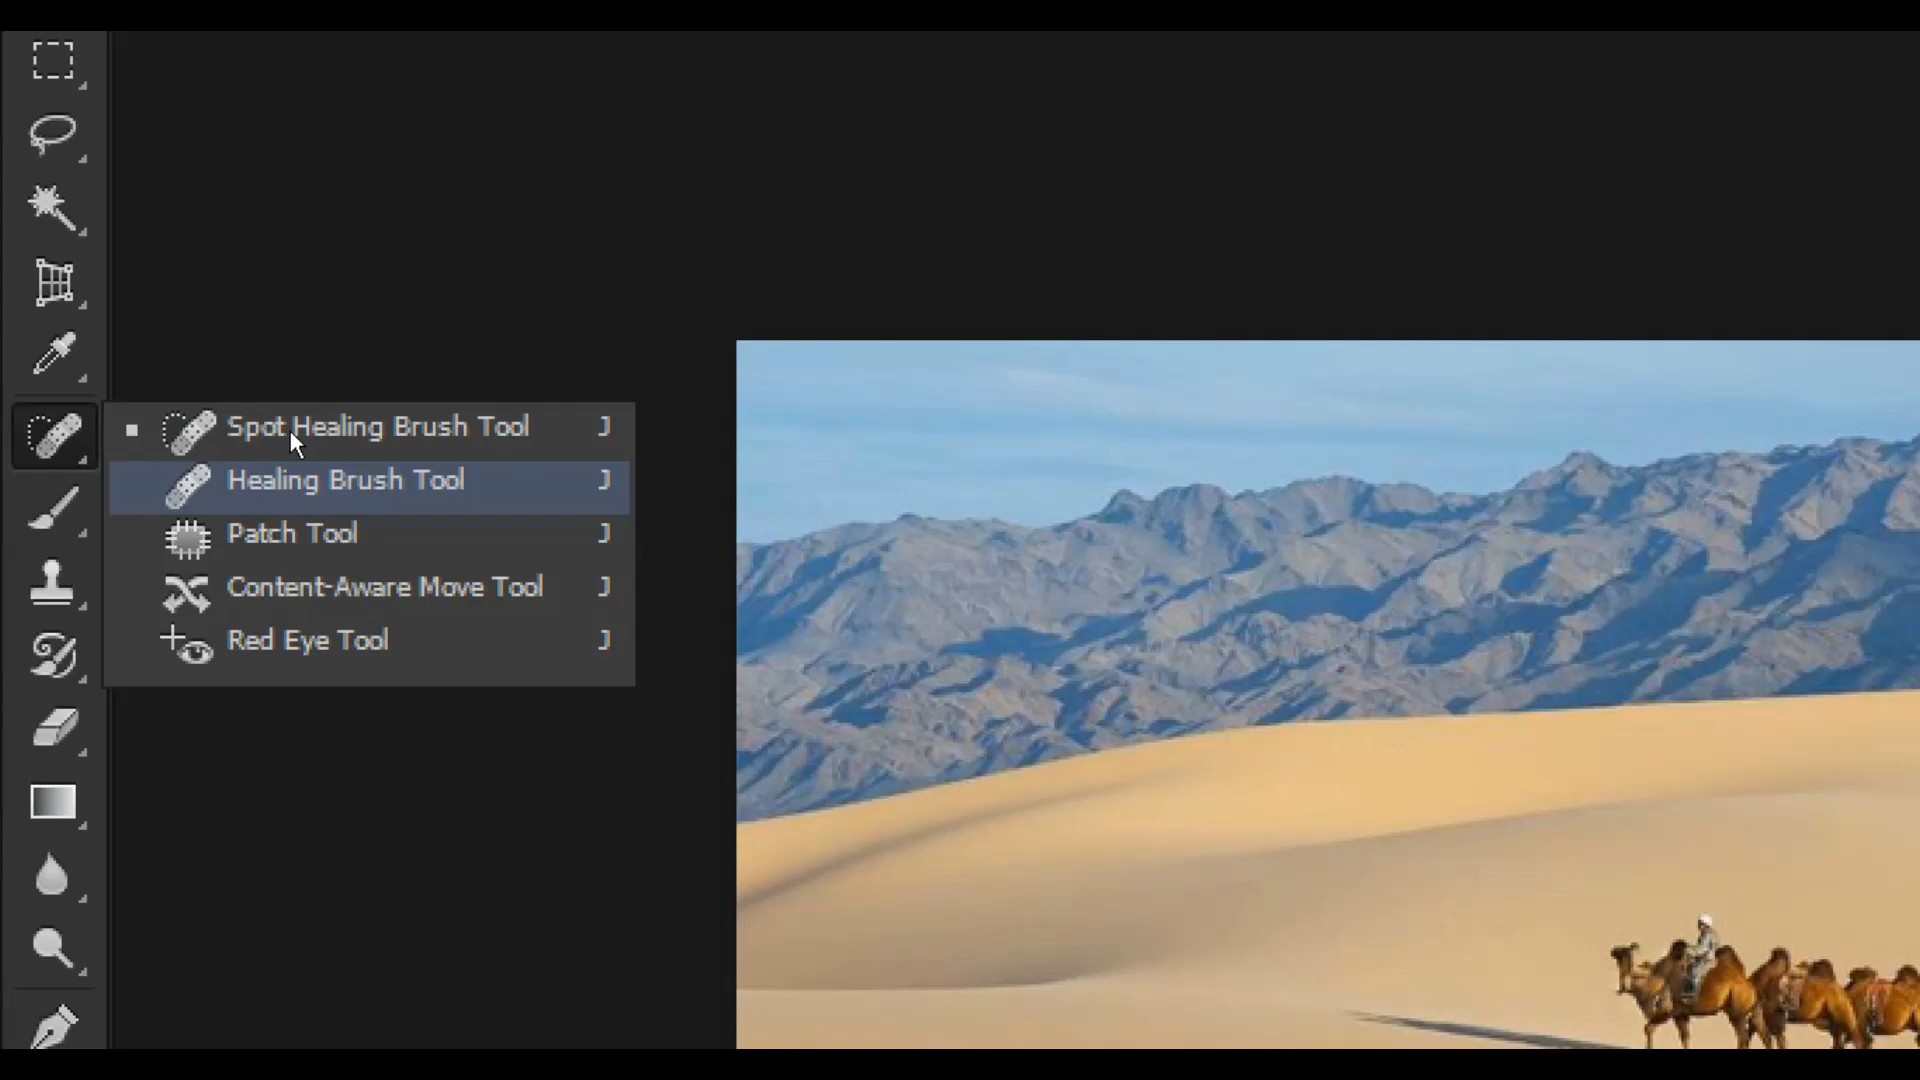 Spot Healing Brush Tool J
Healing Brush Tool J
Patch Tool J
Content-Aware Move Tool J
Red Eye Tool J